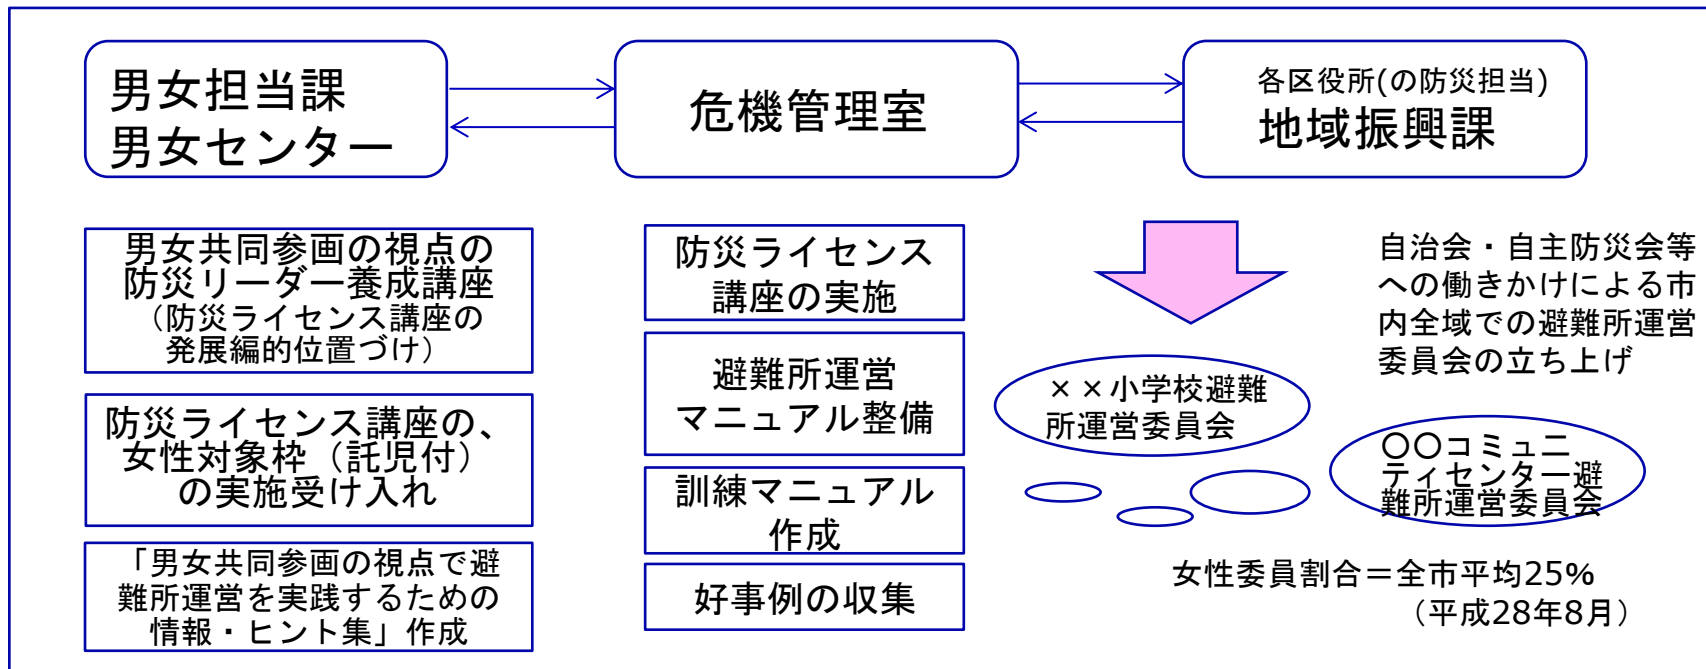 男女担当課
男女センター
危機管理室
各区役所(の防災担当)
地域振興課
男女共同参画の視点の
防災リーダー養成講座
（防災ライセンス講座の
発展編的位置づけ）
防災ライセンス講座の、
女性対象枠（託児付）
の実施受け入れ
「男女共同参画の視点で避
難所運営を実践するための
情報・ヒント集」作成
防災ライセンス
講座の実施
避難所運営
マニュアル整備
訓練マニュアル
作成
好事例の収集
自治会・自主防災会等
への働きかけによる市
内全域での避難所運営
委員会の立ち上げ
××小学校避難
所運営委員会
〇〇コミュニ
ティセンター避
難所運営委員会
女性委員割合＝全市平均25%
（平成28年8月）